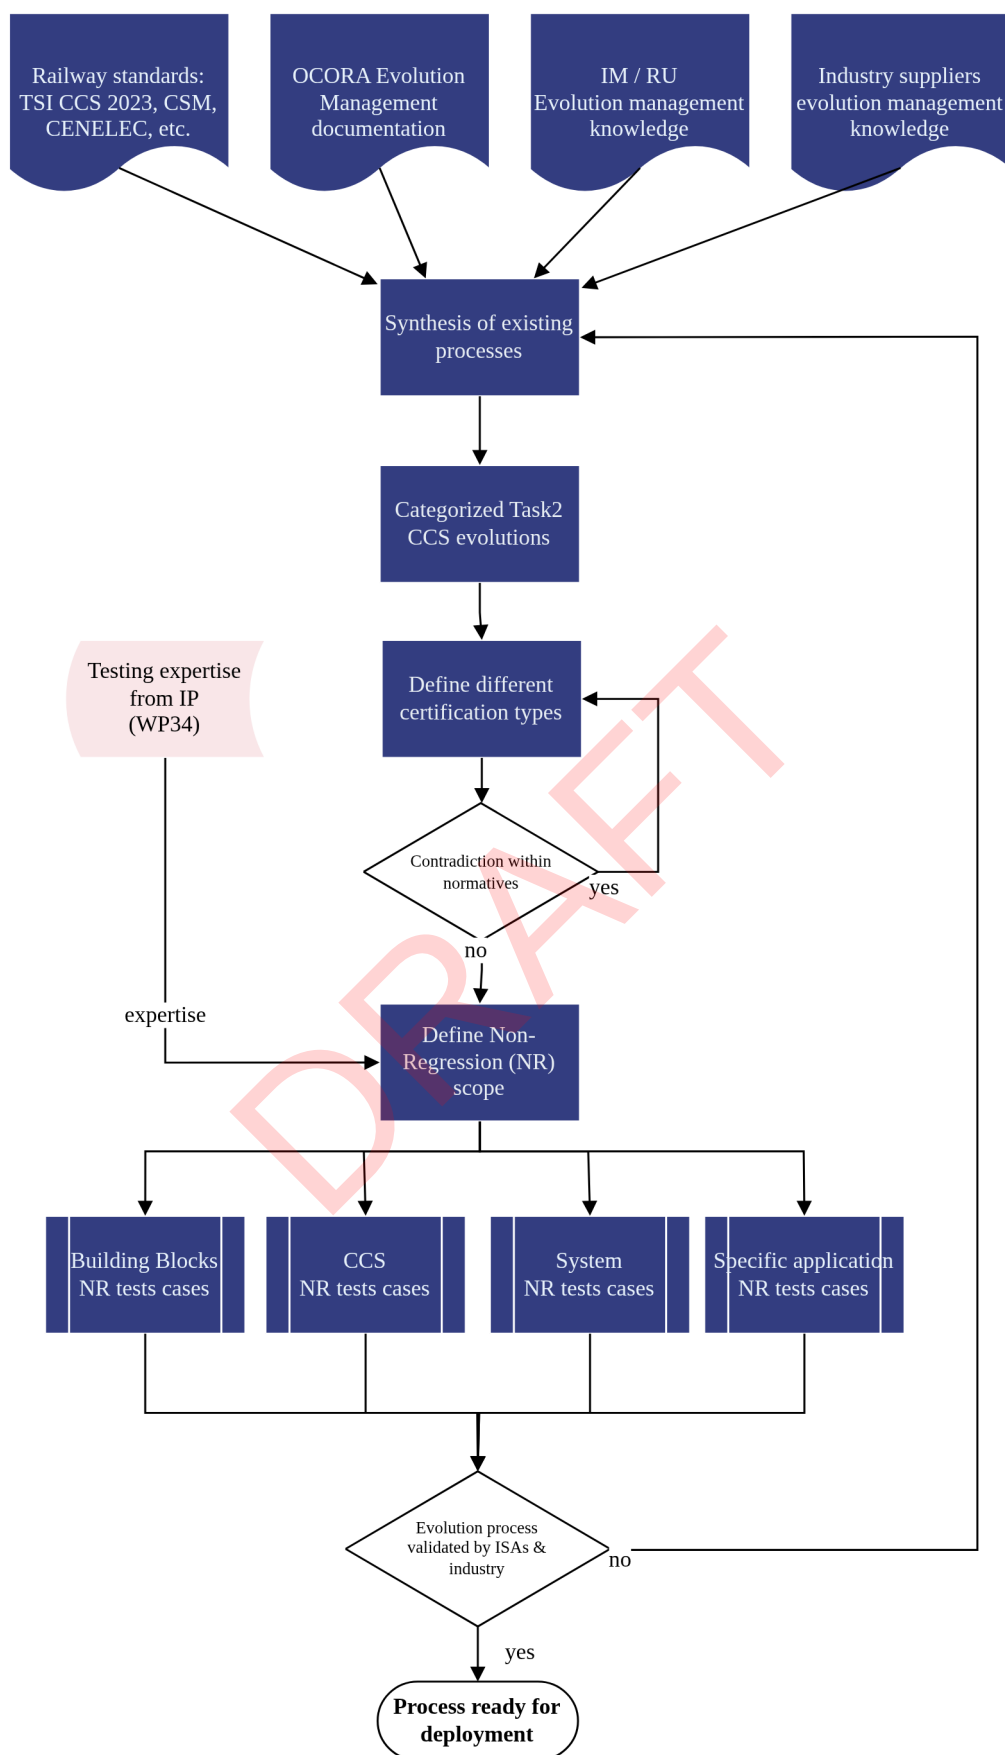 Railway standards:
TSI CCS 2023, CSM,
CENELEC, etc.
OCORA Evolution
Management
documentation
IM / RU
Evolution management
knowledge
Industry suppliers
evolution management
knowledge
Synthesis of existing
processes
Categorized Task2
CCS evolutions
Testing expertise
from IP
(WP34)
Define different
certification types
Contradiction within
normatives
yes
no
expertise
Define Non-
Regression (NR)
scope
DRAFT
Building Blocks
NR tests cases
CCS
NR tests cases
System
NR tests cases
Specific application
NR tests cases
Evolution process
validated by ISAs &
industry
no
yes
Process ready for
deployment